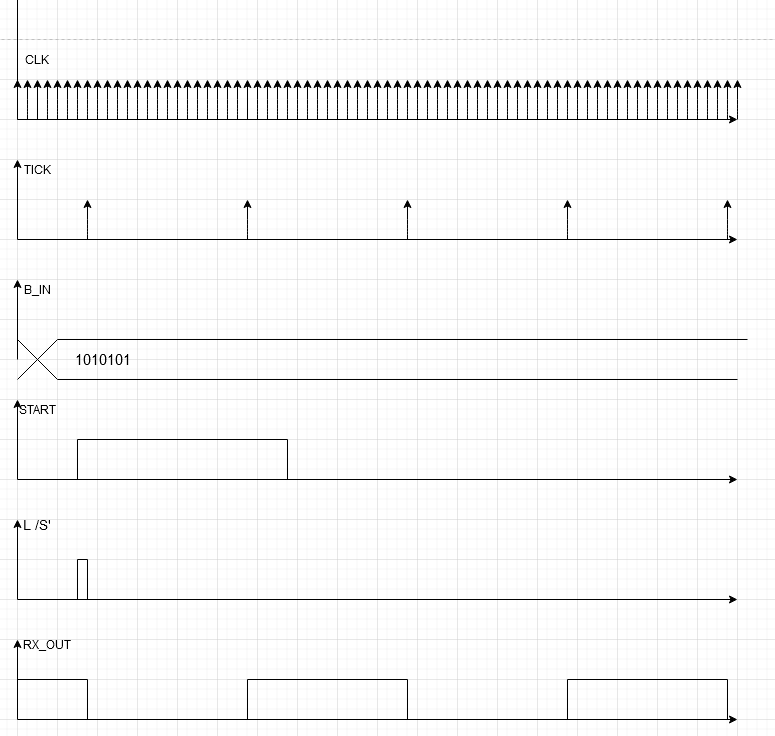 CLK
TICK
B_IN
1010101
START
L /S'
RX_OUT